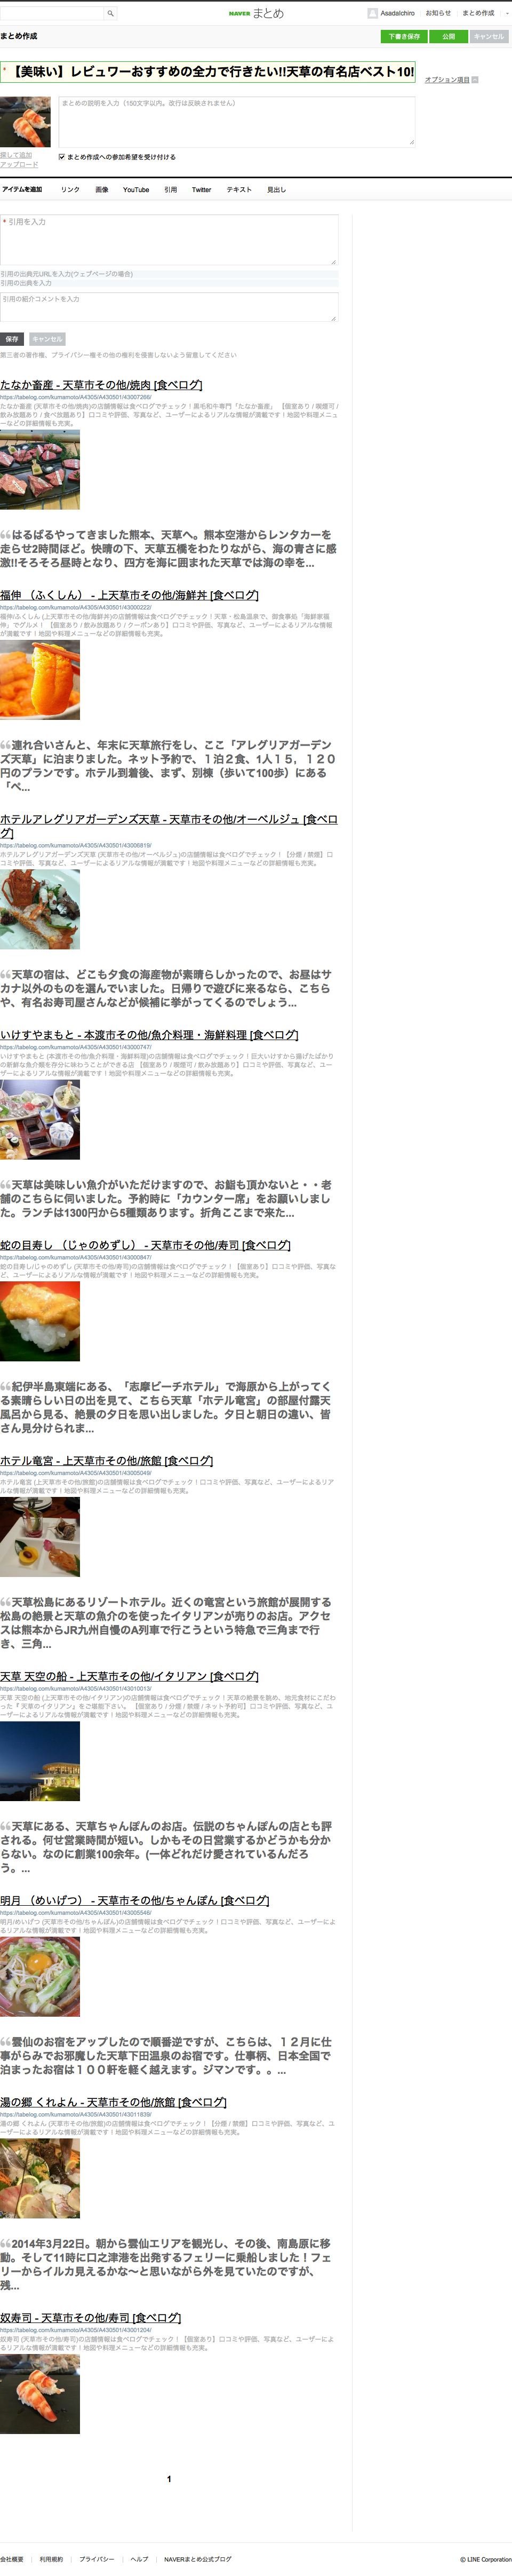 NAVER まとめ
AsadaIchiro お知らせ まとめ作成
まとめ作成
下書き保存 公開 キャンセル
* 【美味い】レビュワーおすすめの全力で行きたい!!天草の有名店ベスト10!
オプション項目
まとめの説明を入力（150文字以内。改行は反映されません）
探して追加
アップロード
まとめ作成への参加希望を受け付ける
アイテムを追加 リンク 画像 YouTube 引用 Twitter テキスト 見出し
* 引用を入力
引用の出典元URLを入力(ウェブページの場合)
引用の出典を入力
引用の紹介コメントを入力
保存 キャンセル
第三者の著作権、プライバシー権その他の権利を侵害しないよう留意してください
たなか畜産 - 天草市その他/焼肉 [食べログ]
https://tabelog.com/kumamoto/A4305/A430501/43007266/
たなか畜産 (天草市その他/焼肉)の店舗情報は食べログでチェック！黒毛和牛専門「たなか畜産」 【個室あり / 喫煙可 /
飲み放題あり / 食べ放題あり】口コミや評価、写真など、ユーザーによるリアルな情報が満載です！地図や料理メニュ
ーなどの詳細情報も充実。
はるばるやってきました熊本、天草へ。熊本空港からレンタカーを
走らせ2時間ほど。快晴の下、天草五橋をわたりながら、海の青さに感
激!!そろそろ昼時となり、四方を海に囲まれた天草では海の幸を...
福伸 （ふくしん） - 上天草市その他/海鮮丼 [食べログ]
https://tabelog.com/kumamoto/A4305/A430501/43000222/
福伸/ふくしん (上天草市その他/海鮮丼)の店舗情報は食べログでチェック！天草・松島温泉で、朝食事処「海鮮家福
伸」でグルメ！ 【個室あり / 飲み放題あり / クーポンあり】口コミや評価、写真など、ユーザーによるリアルな情報
が満載です！地図や料理メニューなどの詳細情報も充実。
連れ合いさんと、年末に天草旅行をし、ここ「アレグリアガーデン
ズ天草」に泊まりました。ネット予約で、１泊２食、1人１５，１２０
円のプランです。ホテル到着後、まず、別棟（歩いて100歩）にある
「ベ...
ホテルアレグリアガーデンズ天草 - 天草市その他/オーベルジュ [食べロ
グ]
https://tabelog.com/kumamoto/A4305/A430501/43006819/
ホテルアレグリアガーデンズ天草 (天草市その他/オーベルジュ)の店舗情報は食べログでチェック！【分煙 / 禁煙】口
コミや評価、写真など、ユーザーによるリアルな情報が満載です！地図や料理メニューなどの詳細情報も充実。
天草の宿は、どこも夕食の海産物が素晴らしかったので、お昼はサ
カナ以外のものを選んでいました。日帰りで遊びに来るなら、こちら
や、有名お寿司屋さんなどが候補に挙がってくるのでしょう...
いけすやまもと - 本渡市その他/魚介料理・海鮮料理 [食べログ]
https://tabelog.com/kumamoto/A4305/A430501/43000747/
いけすやまもと (本渡市その他/魚介料理・海鮮料理)の店舗情報は食べログでチェック！巨大いけすから揚げたばかり
の新鮮な魚介類を存分に味わうことができる店 【個室あり / 喫煙可 / 飲み放題あり】口コミや評価、写真など、ユー
ザーによるリアルな情報が満載です！地図や料理メニューなどの詳細情報も充実。
天草は美味しい魚介がいただけますので、お鮨も頂かないと・・老
舗のこちらに伺いました。予約時に「カウンター席」をお願いしまし
た。ランチは1300円から5種類あります。折角ここまで来た...
蛇の目寿し （じゃのめずし） - 天草市その他/寿司 [食べログ]
https://tabelog.com/kumamoto/A4305/A430501/43000847/
蛇の目寿し/じゃのめずし (天草市その他/寿司)の店舗情報は食べログでチェック！ 【個室あり】口コミや評価、写真な
ど、ユーザーによるリアルな情報が満載です！地図や料理メニューなどの詳細情報も充実。
紀伊半島東端にある、「志摩ビーチホテル」で海原から上がってく
る素晴らしい日の出を見て、こちら天草「ホテル竜宮」の部屋付露天
風呂から見る、絶景の夕日を思い出しました。夕日と朝日の違い、皆
さん見分けられま...
ホテル竜宮 - 上天草市その他/旅館 [食べログ]
https://tabelog.com/kumamoto/A4305/A430501/43005049/
ホテル竜宮 (上天草市その他/旅館)の店舗情報は食べログでチェック！口コミや評価、写真など、ユーザーによるリア
ルな情報が満載です！地図や料理メニューなどの詳細情報も充実。
天草松島にあるリゾートホテル。近くの竜宮という旅館が展開する
松島の絶景と天草の魚介のを使ったイタリアンが売りのお店。アクセ
スは熊本からJR九州自慢のA列車で行こうという特急で三角まで行
き、三角...
天草 天空の船 - 上天草市その他/イタリアン [食べログ]
https://tabelog.com/kumamoto/A4305/A430501/43010013/
天草 天空の船 (上天草市その他/イタリアン)の店舗情報は食べログでチェック！天草の絶景を眺め、地元食材にこだわ
った『 天草のイタリアン』をご堪能下さい。 【個室あり / 分煙 / 禁煙 / ネット予約可】口コミや評価、写真など、ユ
ーザーによるリアルな情報が満載です！地図や料理メニューなどの詳細情報も充実。
天草にある、天草ちゃんぽんのお店。伝説のちゃんぽんの店とも評
される。何せ営業時間が短い。しかもその日営業するかどうかも分か
らない。なのに創業100余年。(一体どれだけ愛されているんだろ
う。...
明月 （めいげつ） - 天草市その他/ちゃんぽん [食べログ]
https://tabelog.com/kumamoto/A4305/A430501/43005546/
明月/めいげつ (天草市その他/ちゃんぽん)の店舗情報は食べログでチェック！口コミや評価、写真など、ユーザーによ
るリアルな情報が満載です！地図や料理メニューなどの詳細情報も充実。
雲仙のお宿をアップしたので順番逆ですが、こちらは、１２月に仕
事がらみでお邪魔した天草下田温泉のお宿です。仕事柄、日本全国で
泊まったお宿は１００軒を軽く越えます。ジマンです。。...
湯の郷 くれよん - 天草市その他/旅館 [食べログ]
https://tabelog.com/kumamoto/A4305/A430501/43011839/
湯の郷 くれよん (天草市その他/旅館)の店舗情報は食べログでチェック！【分煙 / 禁煙】口コミや評価、写真など、ユ
ーザーによるリアルな情報が満載です！地図や料理メニューなどの詳細情報も充実。
2014年3月22日。朝から雲仙エリアを観光し、その後、南島原に移
動。そして11時に口之津港を出発するフェリーに乗船しました！フェ
リーからイルカ見えるかな～と思いながら外を見ていたのですが、
残...
奴寿司 - 天草市その他/寿司 [食べログ]
https://tabelog.com/kumamoto/A4305/A430501/43001204/
奴寿司 (天草市その他/寿司)の店舗情報は食べログでチェック！【個室あり】口コミや評価、写真など、ユーザーによ
るリアルな情報が満載です！地図や料理メニューなどの詳細情報も充実。
1
会社概要 利用規約 プライバシー ヘルプ NAVERまとめ公式ブログ
© LINE Corporation